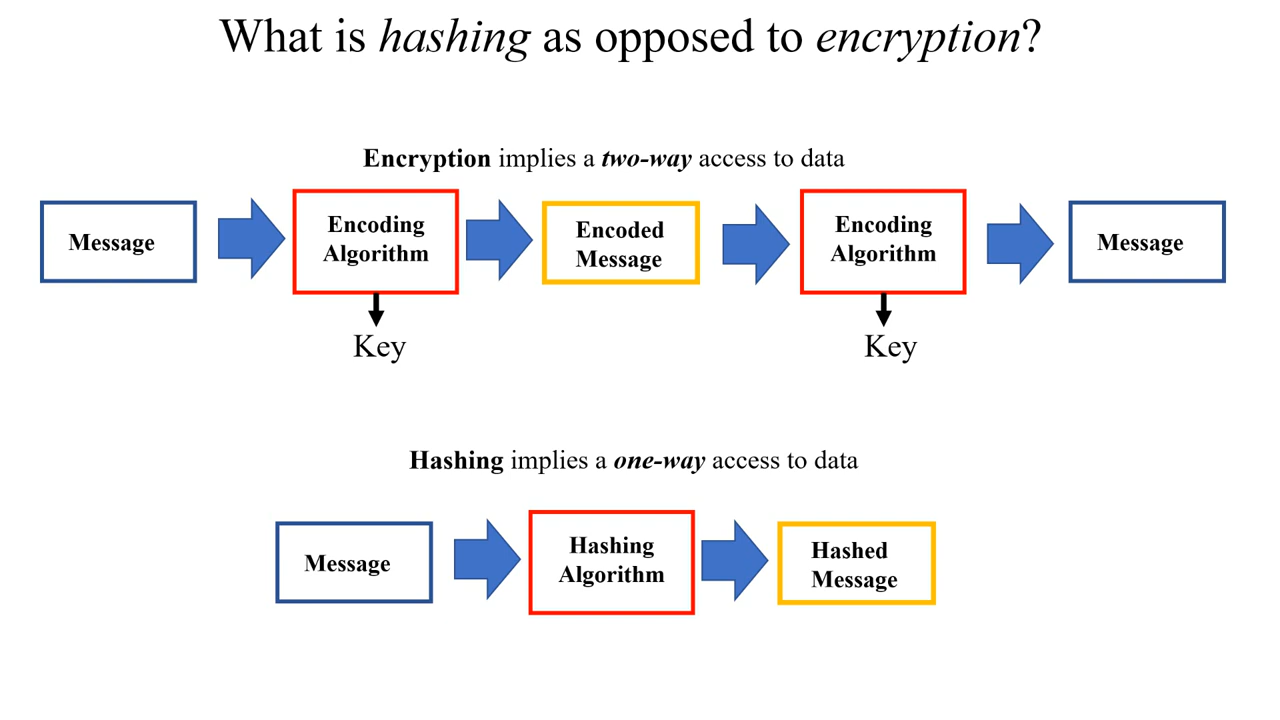 What is hashing as opposed to encryption?
Encryption implies a two-way access to data
Message
Encoding
Algorithm
Encoded
Message
Encoding
Algorithm
Message
Key
Key
Hashing implies a one-way access to data
Message
Hashing
Algorithm
Hashed
Message